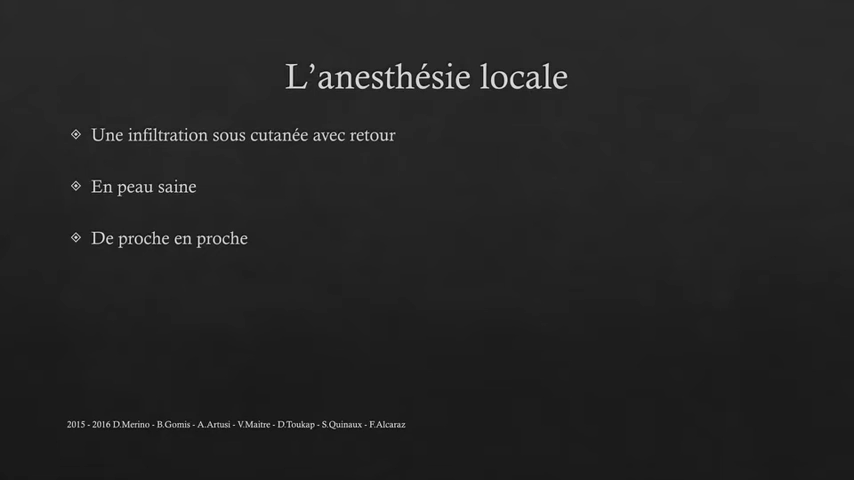 L’anesthésie locale
Une infiltration sous cutanée avec retour
En peau saine
De proche en proche
2015 - 2016 D.Merino - B.Gomis - A.Artusi - V.Maitre - D.Toukap - S.Quinaux - F.Alcaraz